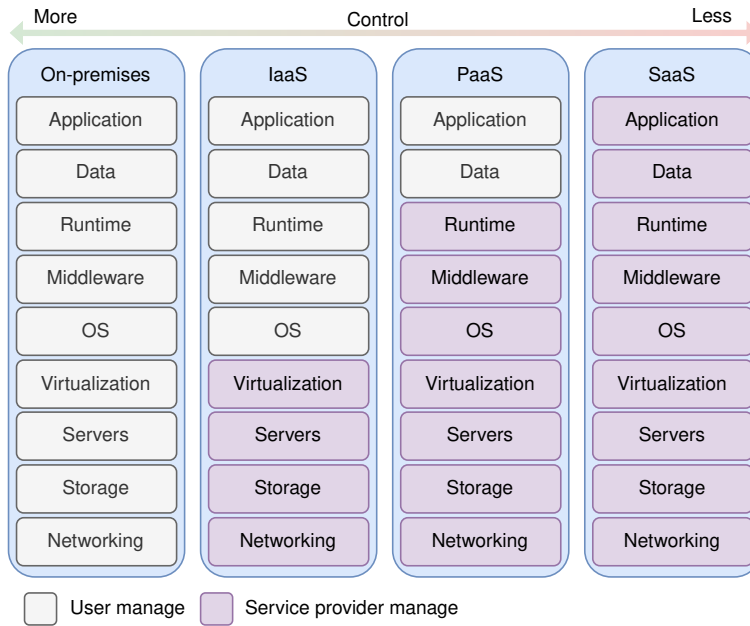 More Control Less
On-premises IaaS PaaS SaaS
Application Application Application Application
Data Data Data Data
Runtime Runtime Runtime Runtime
Middleware Middleware Middleware Middleware
OS OS OS OS
Virtualization Virtualization Virtualization Virtualization
Servers Servers Servers Servers
Storage Storage Storage Storage
Networking Networking Networking Networking
User manage Service provider manage